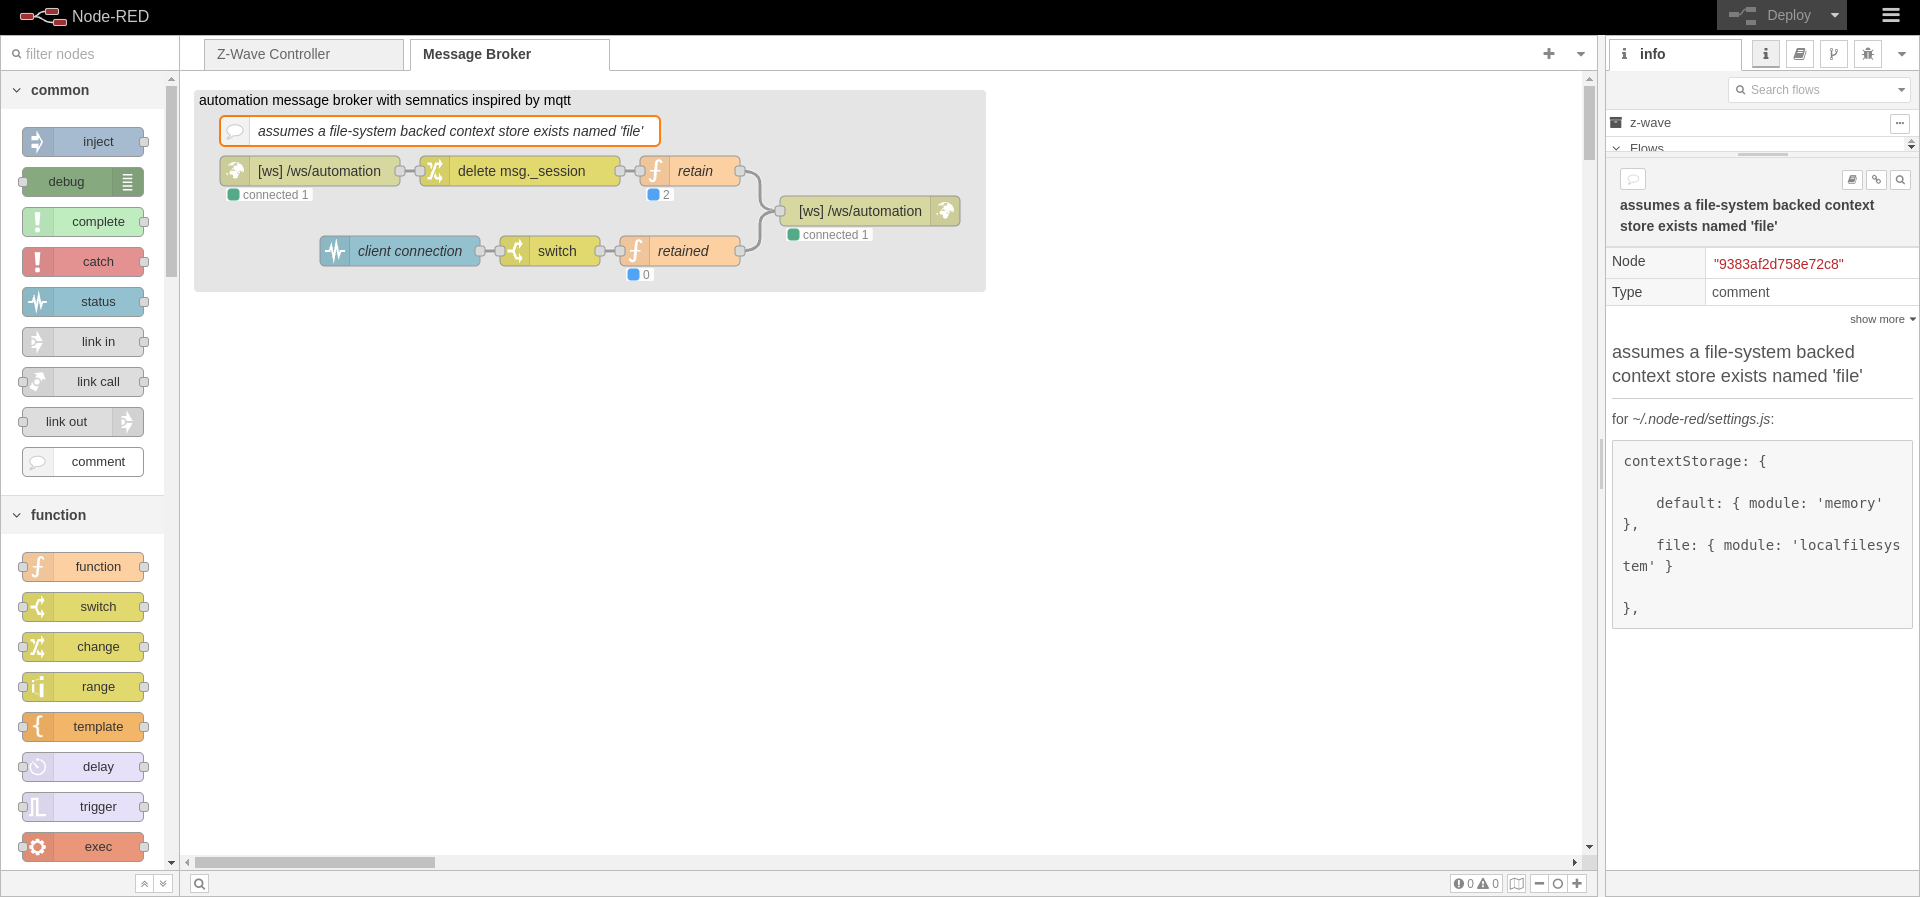 Node-RED
Deploy
filter nodes
Z-Wave Controller
Message Broker
info
Search flows
common
inject
debug
complete
catch
status
link in
link call
link out
comment
function
function
switch
change
range
template
delay
trigger
exec
automation message broker with semnatics inspired by mqtt
assumes a file-system backed context store exists named 'file'
[ws] /ws/automation
connected 1
delete msg._session
retain
2
[ws] /ws/automation
connected 1
client connection
switch
retained
0
0
0
z-wave
Flows
assumes a file-system backed context
store exists named 'file'
Node
"9383af2d758e72c8"
Type
comment
show more
assumes a file-system backed
context store exists named 'file'
for ~/.node-red/settings.js:
contextStorage: {
default: { module: 'memory'
},
file: { module: 'localfilesys
tem' }
},